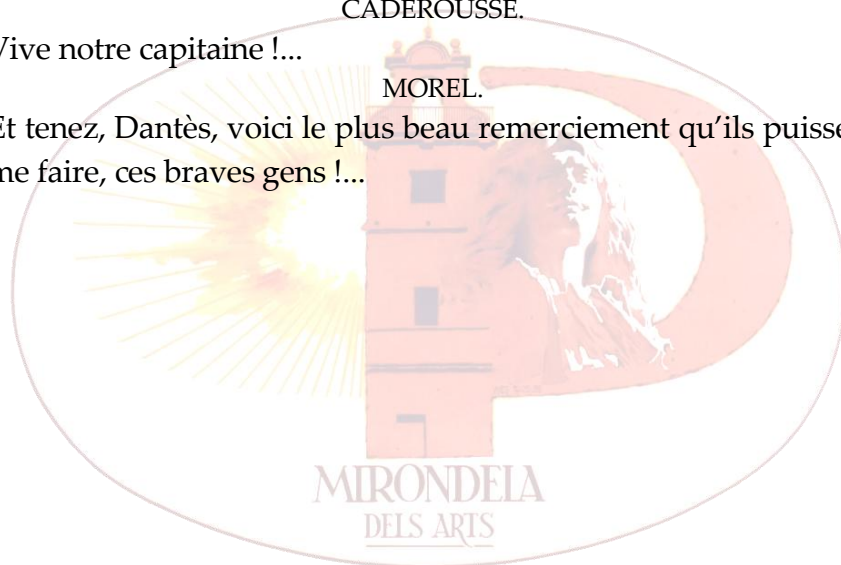 CADEROUSSE.
Vive notre capitaine !...
MOREL.
Et tenez, Dantès, voici le plus beau remerciement qu’ils puisse
me faire, ces braves gens !...
MIRONDELA
DELS ARTS